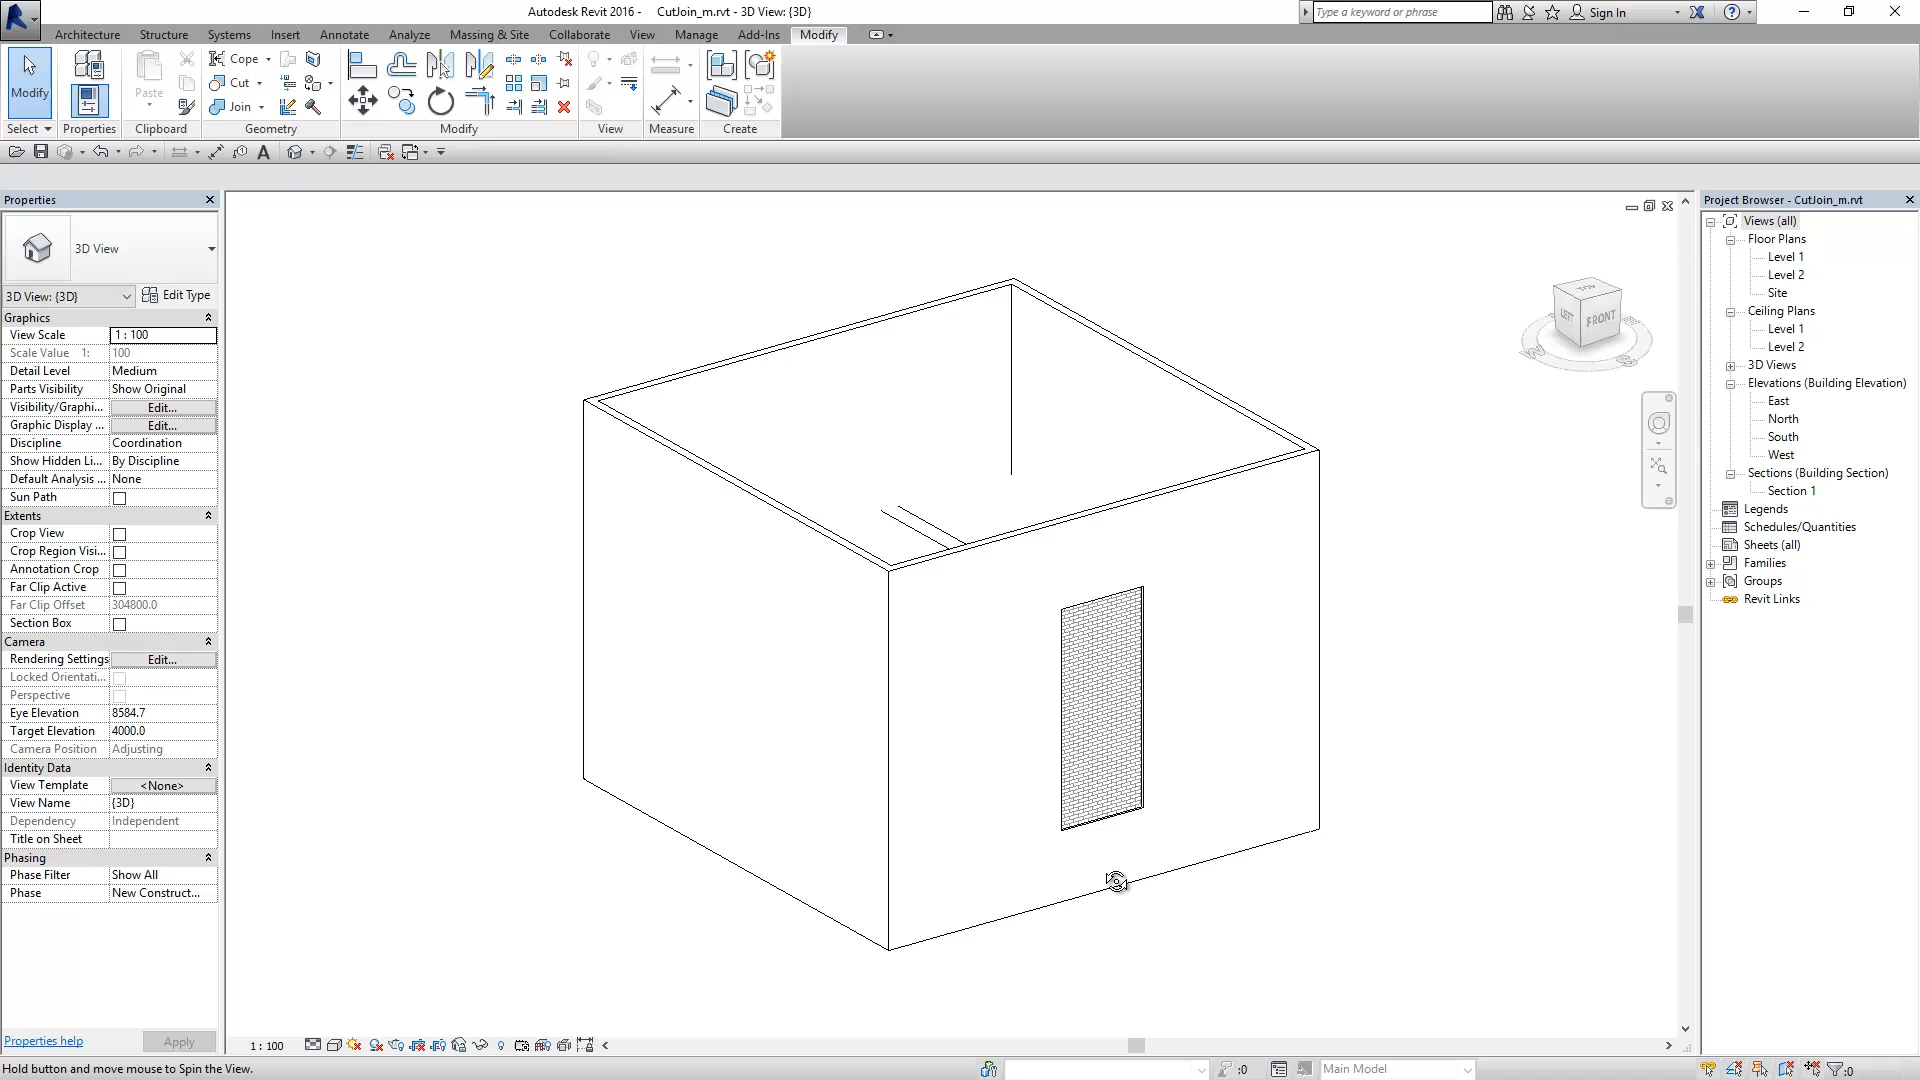 Autodesk Revit 2016 - CutJoin_m.rvt - 3D View: {3D}
Type a keyword or phrase
Sign In
Architecture Structure Systems Insert Annotate Analyze Massing & Site Collaborate View Manage Add-Ins Modify
Modify
Paste
Cope
Cut
Join
Select Properties Clipboard Geometry Modify View Measure Create
Properties
3D View
3D View: {3D} Edit Type
Graphics
View Scale 1 : 100
Scale Value 1: 100
Detail Level Medium
Parts Visibility Show Original
Visibility/Graphi... Edit...
Graphic Display ... Edit...
Discipline Coordination
Show Hidden Li... By Discipline
Default Analysis ... None
Sun Path
Extents
Crop View
Crop Region Visi...
Annotation Crop
Far Clip Active
Far Clip Offset 304800.0
Section Box
Camera
Rendering Settings Edit...
Locked Orientati...
Perspective
Eye Elevation 8584.7
Target Elevation 4000.0
Camera Position Adjusting
Identity Data
View Template <None>
View Name {3D}
Dependency Independent
Title on Sheet
Phasing
Phase Filter Show All
Phase New Construct...
Properties help Apply
TOP
LEFT FRONT
W S
1 : 100
Project Browser - CutJoin_m.rvt
Views (all)
Floor Plans
Level 1
Level 2
Site
Ceiling Plans
Level 1
Level 2
3D Views
Elevations (Building Elevation)
East
North
South
West
Sections (Building Section)
Section 1
Legends
Schedules/Quantities
Sheets (all)
Families
Groups
Revit Links
Hold button and move mouse to Spin the View.
:0
Main Model
:0